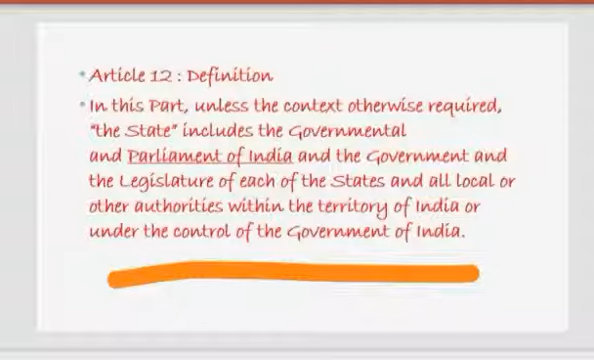 Article 12 : Definition
In this Part, unless the context otherwise required,
"the State" includes the Governmental
and Parliament of India and the Government and
the Legislature of each of the States and all local or
other authorities within the territory of India or
under the control of the Government of India.